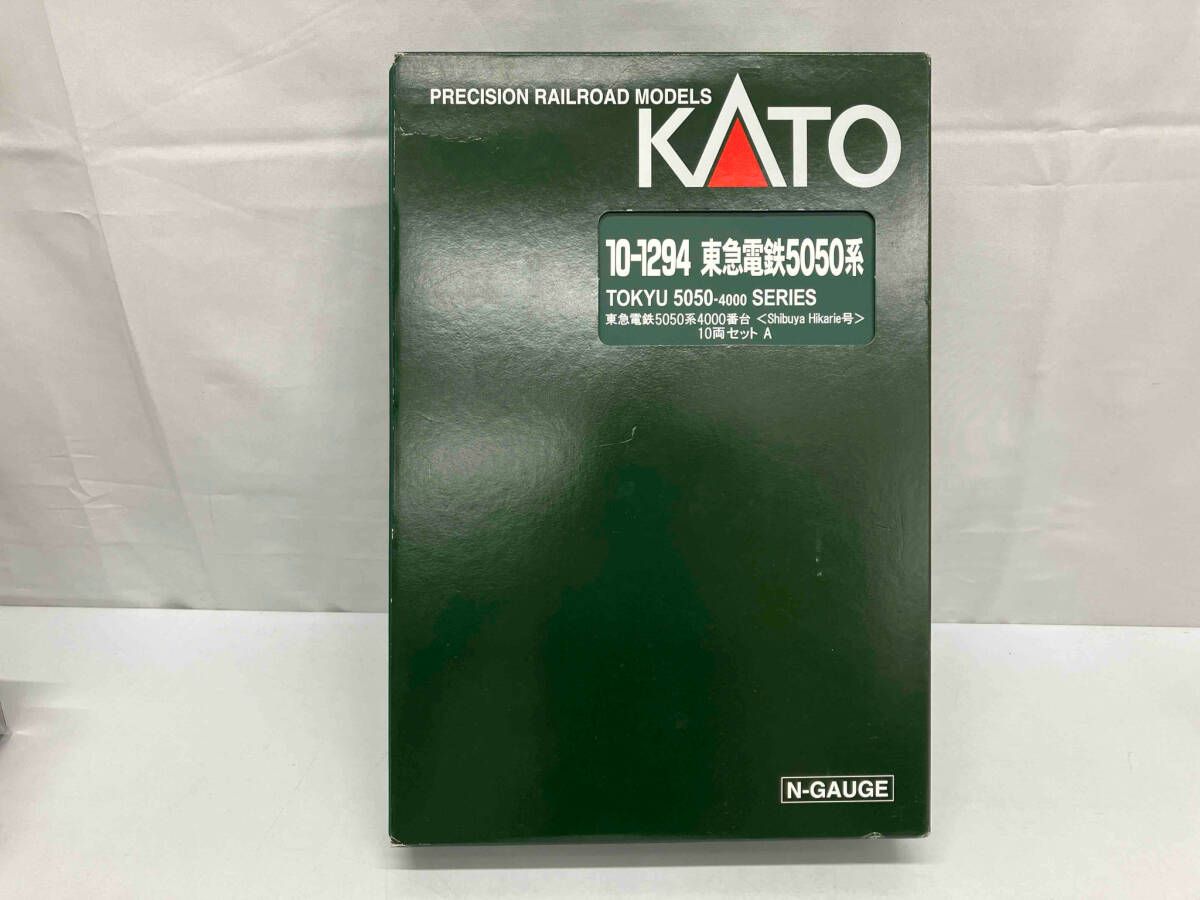 PRECISION RAILROAD MODELS
KATO
10-1294 東急電鉄5050系
TOKYU 5050-4000 SERIES
東急電鉄5050系4000番台 <Shibuya Hikarie号>
10両セット A
N-GAUGE